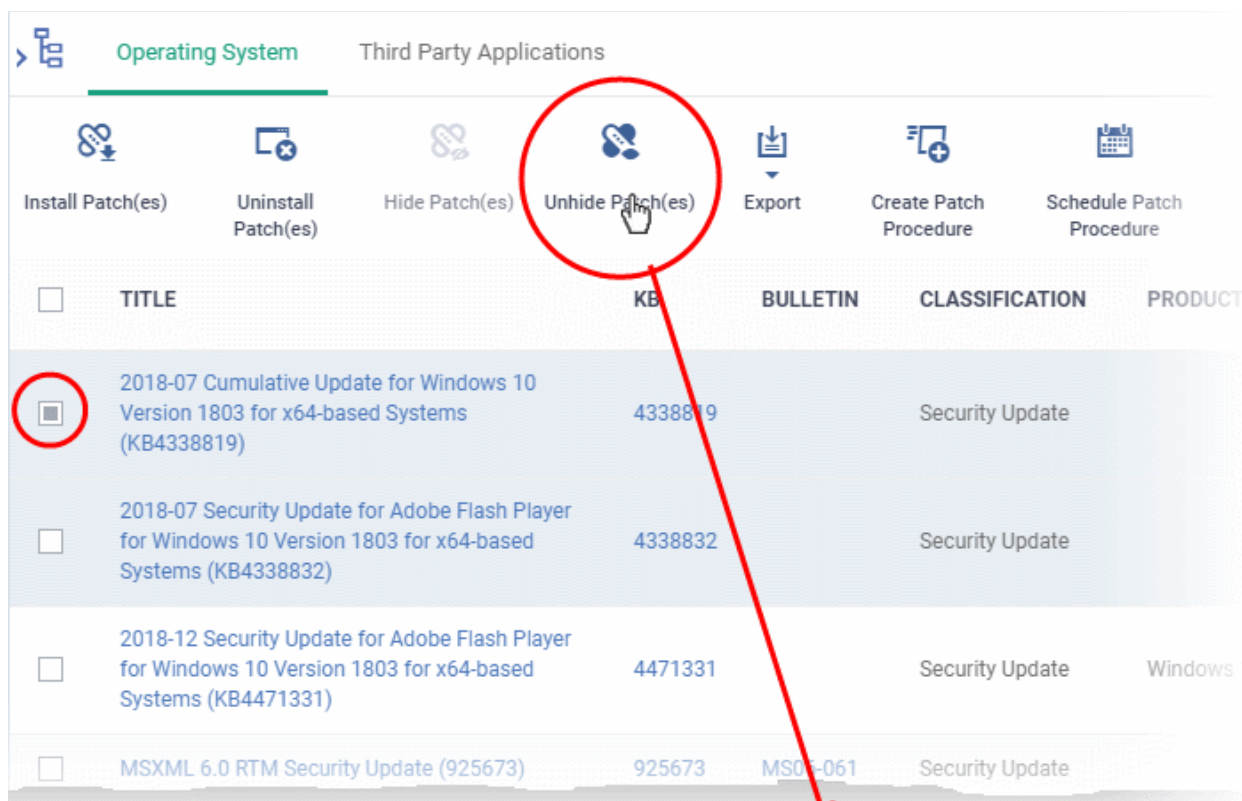 Operating System Third Party Applications
Install Patch(es) Uninstall Patch(es) Hide Patch(es) Unhide Patch(es) Export Create Patch Procedure Schedule Patch Procedure
TITLE KB BULLETIN CLASSIFICATION PRODUCT
2018-07 Cumulative Update for Windows 10
Version 1803 for x64-based Systems 4338819 Security Update
(KB4338819)
2018-07 Security Update for Adobe Flash Player
for Windows 10 Version 1803 for x64-based 4338832 Security Update
Systems (KB4338832)
2018-12 Security Update for Adobe Flash Player
for Windows 10 Version 1803 for x64-based 4471331 Security Update Windows
Systems (KB4471331)
MSXML 6.0 RTM Security Update (925673) 925673 MS06-061 Security Update